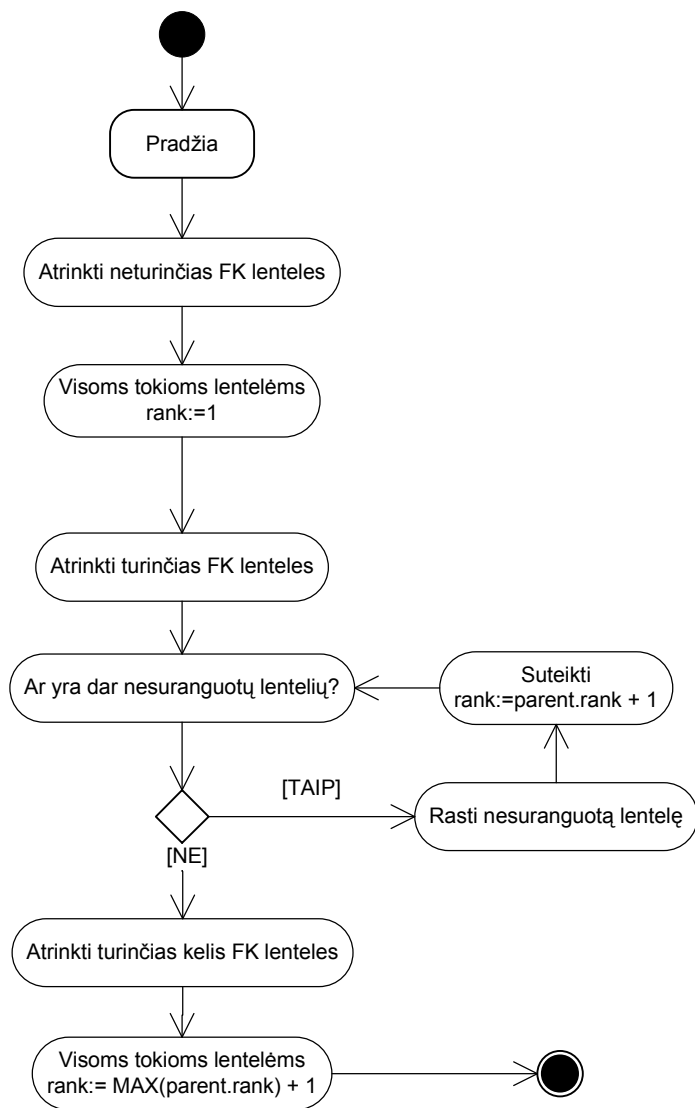 Pradžia
Atrinkti neturinčias FK lenteles
Visoms tokioms lentelėms
rank:=1
Atrinkti turinčias FK lenteles
Ar yra dar nesuranguotų lentelių?
Suteikti
rank:=parent.rank + 1
[TAIP]
Rasti nesuranguotą lentelę
[NE]
Atrinkti turinčias kelis FK lenteles
Visoms tokioms lentelėms
rank:= MAX(parent.rank) + 1